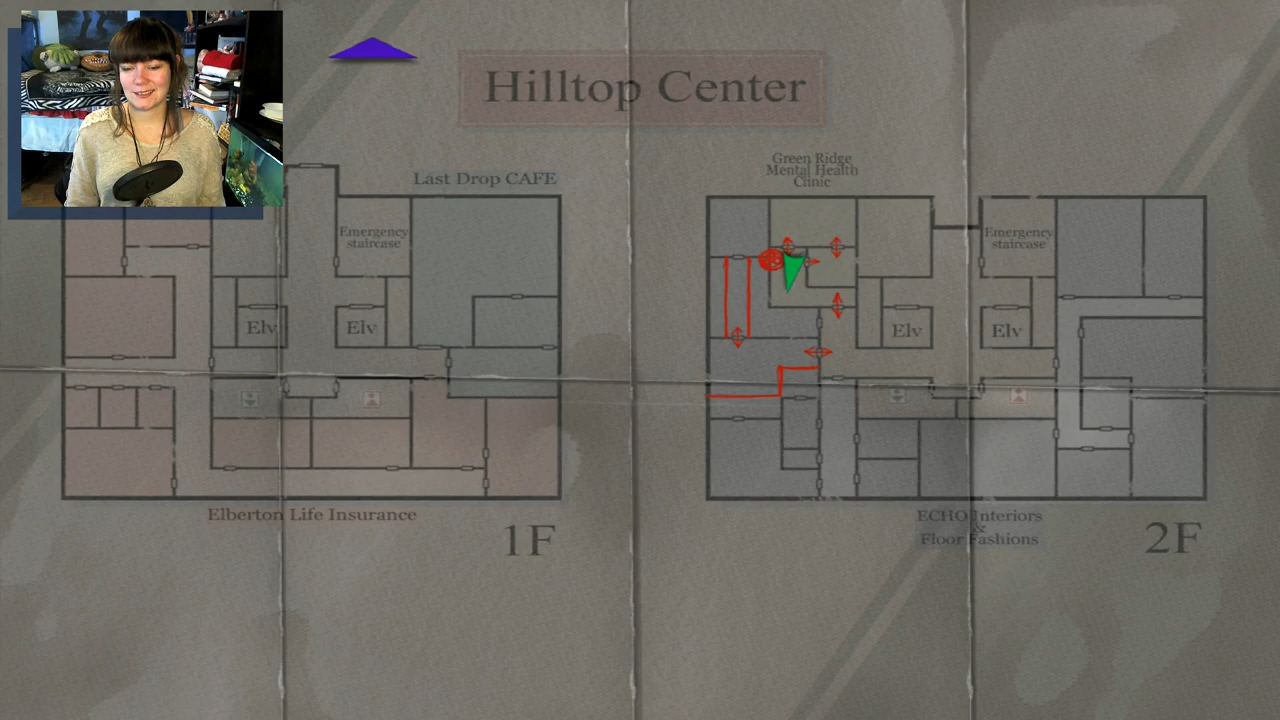 Hilltop Center
Last Drop CAFE
Green Ridge
Mental Health
Clinic
Emergency
staircase
Emergency
staircase
Elv
Elv
Elv
Elv
Elberton Life Insurance
1F
ECHO Interiors
&
Floor Fashions
2F